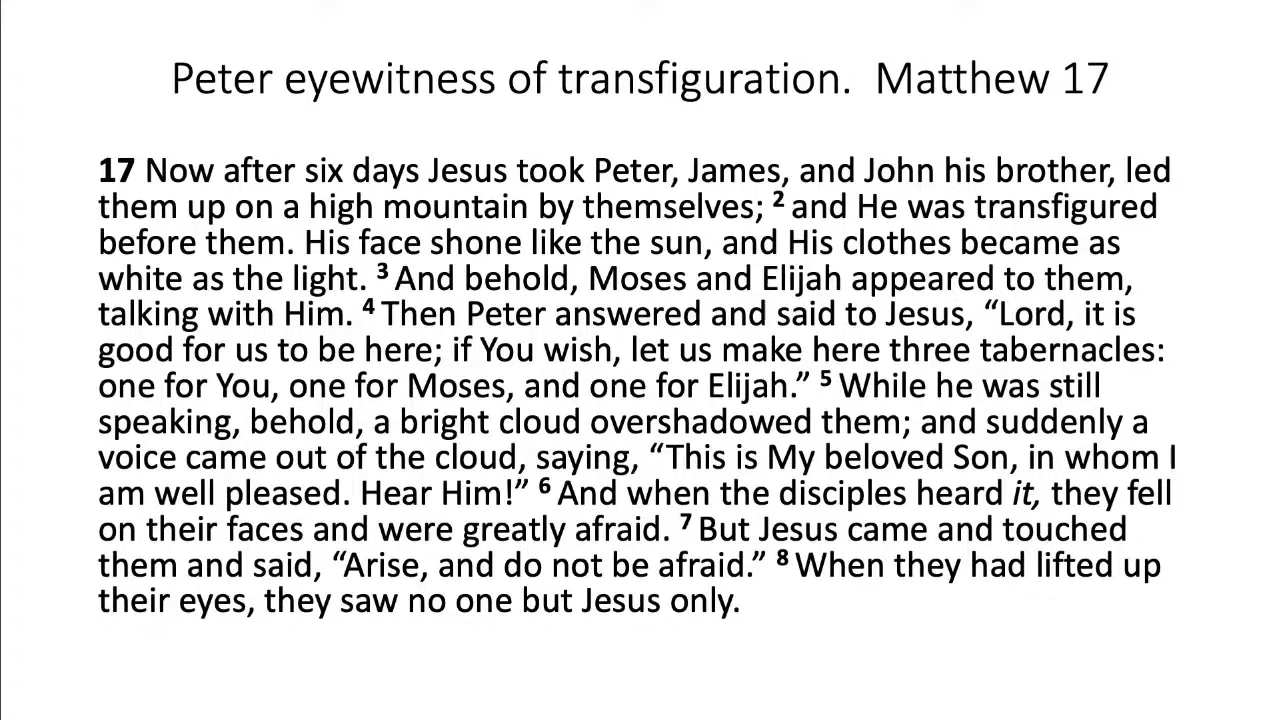 Peter eyewitness of transfiguration.  Matthew 17
17 Now after six days Jesus took Peter, James, and John his brother, led
them up on a high mountain by themselves; 2 and He was transfigured
before them. His face shone like the sun, and His clothes became as
white as the light. 3 And behold, Moses and Elijah appeared to them,
talking with Him. 4 Then Peter answered and said to Jesus, “Lord, it is
good for us to be here; if You wish, let us make here three tabernacles:
one for You, one for Moses, and one for Elijah.” 5 While he was still
speaking, behold, a bright cloud overshadowed them; and suddenly a
voice came out of the cloud, saying, “This is My beloved Son, in whom I
am well pleased. Hear Him!” 6 And when the disciples heard it, they fell
on their faces and were greatly afraid. 7 But Jesus came and touched
them and said, “Arise, and do not be afraid.” 8 When they had lifted up
their eyes, they saw no one but Jesus only.